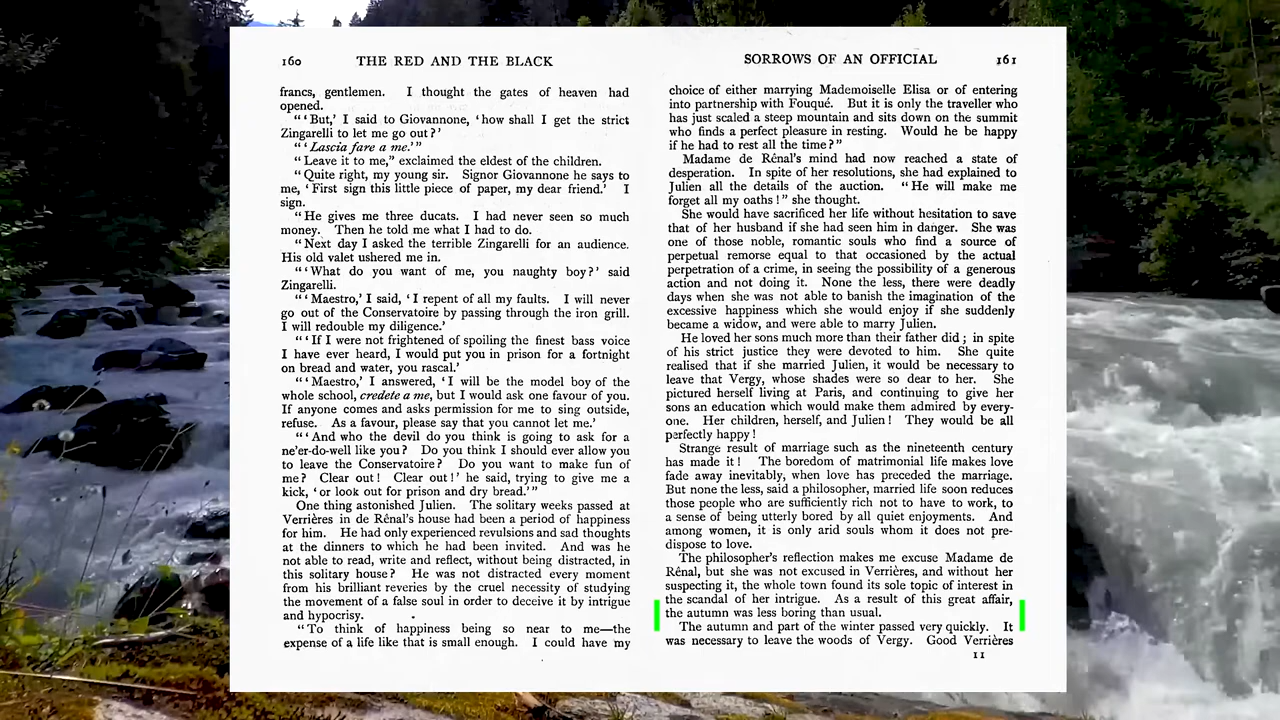 160 THE RED AND THE BLACK
francs, gentlemen. I thought the gates of heaven had
opened.
"'But,' I said to Giovannone, 'how shall I get the strict
Zingarelli to let me go out?'
"'Lascia fare a me.'"
"Leave it to me," exclaimed the eldest of the children.
"Quite right, my young sir. Signor Giovannone he says to
me, 'First sign this little piece of paper, my dear friend.' I
sign.
"He gives me three ducats. I had never seen so much
money. Then he told me what I had to do.
"Next day I asked the terrible Zingarelli for an audience.
His old valet ushered me in.
"'What do you want of me, you naughty boy?' said
Zingarelli.
"'Maestro,' I said, 'I repent of all my faults. I will never
go out of the Conservatoire by passing through the iron grill.
I will redouble my diligence.'
"'If I were not frightened of spoiling the finest bass voice
I have ever heard, I would put you in prison for a fortnight
on bread and water, you rascal.'
"'Maestro,' I answered, 'I will be the model boy of the
whole school, credete a me, but I would ask one favour of you.
If anyone comes and asks permission for me to sing outside,
refuse. As a favour, please say that you cannot let me.'
"'And who the devil do you think is going to ask for a
ne'er-do-well like you? Do you think I should ever allow you
to leave the Conservatoire? Do you want to make fun of
me? Clear out! Clear out!' he said, trying to give me a
kick, 'or look out for prison and dry bread.'"
One thing astonished Julien. The solitary weeks passed at
Verrières in de Rênal's house had been a period of happiness
for him. He had only experienced revulsions and sad thoughts
at the dinners to which he had been invited. And was he
not able to read, write and reflect, without being distracted, in
this solitary house? He was not distracted every moment
from his brilliant reveries by the cruel necessity of studying
the movement of a false soul in order to deceive it by intrigue
and hypocrisy.
"To think of happiness being so near to me—the
expense of a life like that is small enough. I could have my
SORROWS OF AN OFFICIAL 161
choice of either marrying Mademoiselle Elisa or of entering
into partnership with Fouqué. But it is only the traveller who
has just scaled a steep mountain and sits down on the summit
who finds a perfect pleasure in resting. Would he be happy
if he had to rest all the time?"
Madame de Rênal's mind had now reached a state of
desperation. In spite of her resolutions, she had explained to
Julien all the details of the auction. "He will make me
forget all my oaths!" she thought.
She would have sacrificed her life without hesitation to save
that of her husband if she had seen him in danger. She was
one of those noble, romantic souls who find a source of
perpetual remorse equal to that occasioned by the actual
perpetration of a crime, in seeing the possibility of a generous
action and not doing it. None the less, there were deadly
days when she was not able to banish the imagination of the
excessive happiness which she would enjoy if she suddenly
became a widow, and were able to marry Julien.
He loved her sons much more than their father did; in spite
of his strict justice they were devoted to him. She quite
realised that if she married Julien, it would be necessary to
leave that Vergy, whose shades were so dear to her. She
pictured herself living at Paris, and continuing to give her
sons an education which would make them admired by every-
one. Her children, herself, and Julien! They would be all
perfectly happy!
Strange result of marriage such as the nineteenth century
has made it! The boredom of matrimonial life makes love
fade away inevitably, when love has preceded the marriage.
But none the less, said a philosopher, married life soon reduces
those people who are sufficiently rich not to have to work, to
a sense of being utterly bored by all quiet enjoyments. And
among women, it is only arid souls whom it does not pre-
dispose to love.
The philosopher's reflection makes me excuse Madame de
Rênal, but she was not excused in Verrières, and without her
suspecting it, the whole town found its sole topic of interest in
the scandal of her intrigue. As a result of this great affair,
the autumn was less boring than usual.
The autumn and part of the winter passed very quickly. It
was necessary to leave the woods of Vergy. Good Verrières
11